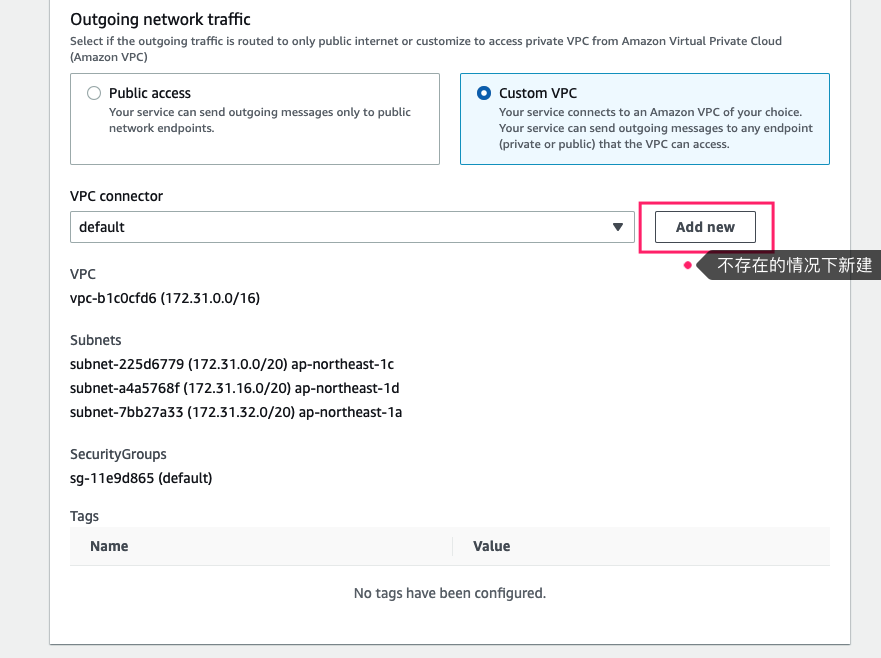 Outgoing network traffic
Select if the outgoing traffic is routed to only public internet or customize to access private VPC from Amazon Virtual Private Cloud
(Amazon VPC)
Public access
Your service can send outgoing messages only to public
network endpoints.
Custom VPC
Your service connects to an Amazon VPC of your choice.
Your service can send outgoing messages to any endpoint
(private or public) that the VPC can access.
VPC connector
default
Add new
不存在的情况下新建
VPC
vpc-b1c0cfd6 (172.31.0.0/16)
Subnets
subnet-225d6779 (172.31.0.0/20) ap-northeast-1c
subnet-a4a5768f (172.31.16.0/20) ap-northeast-1d
subnet-7bb27a33 (172.31.32.0/20) ap-northeast-1a
SecurityGroups
sg-11e9d865 (default)
Tags
Name
Value
No tags have been configured.